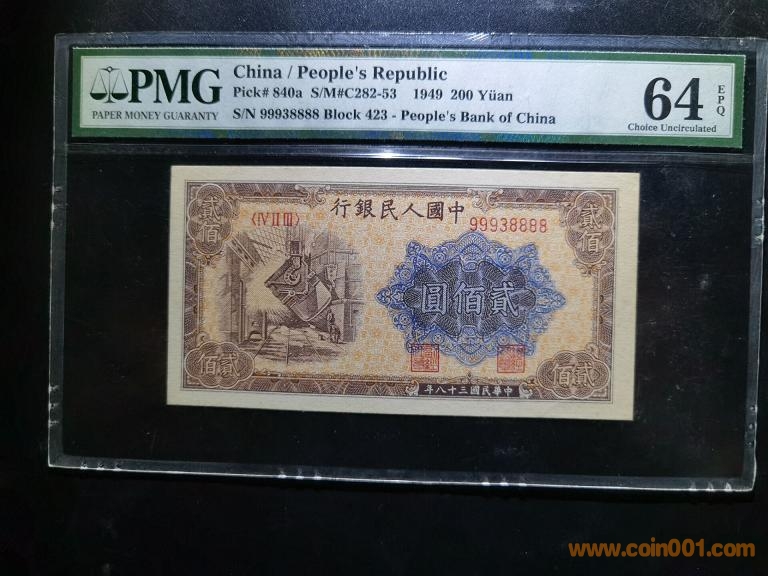 PMG
PAPER MONEY GUARANTY
China / People's Republic
Pick# 840a S/M#C282-53 1949 200 Yüan
S/N 99938888 Block 423 - People's Bank of China
64
EPQ
Choice Uncirculated
行銀民人國中
〈IV II III〉
99938888
貳佰
貳佰
圓佰貳
佰貳
佰貳
年八十三國民華中
www.coin001.com